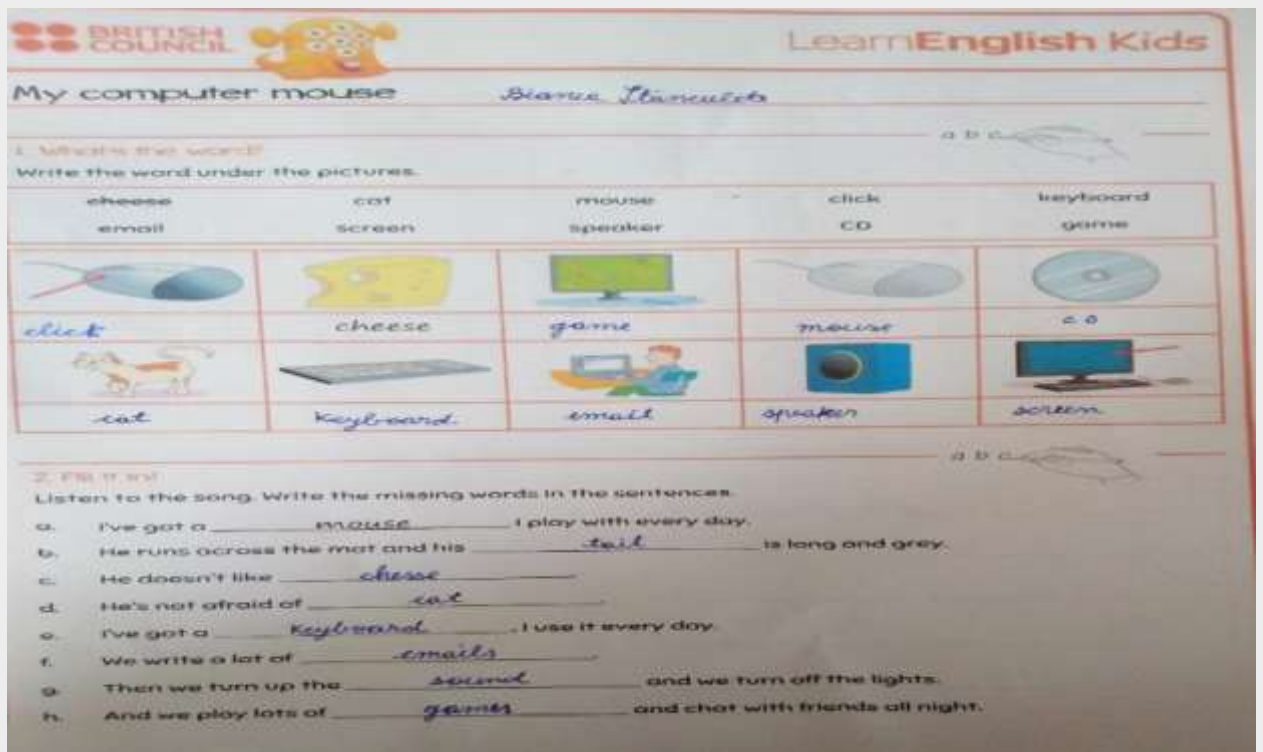 BRITISH
COUNCIL
LearnEnglish Kids
My computer mouse
a b c
1. What's the word?
Write the word under the pictures.
cheese cat mouse click keyboard
email screen speaker CD game
click cheese game mouse CD
cat keyboard email speaker screen
a b c
2. Fill it in!
Listen to the song. Write the missing words in the sentences.
a. I've got a mouse I play with every day.
b. He runs across the mat and his tail is long and grey.
c. He doesn't like chesse
d. He's not afraid of cat
e. I've got a keyboard, I use it every day.
f. We write a lot of emails
g. Then we turn up the sound and we turn off the lights.
h. And we play lots of games and chat with friends all night.